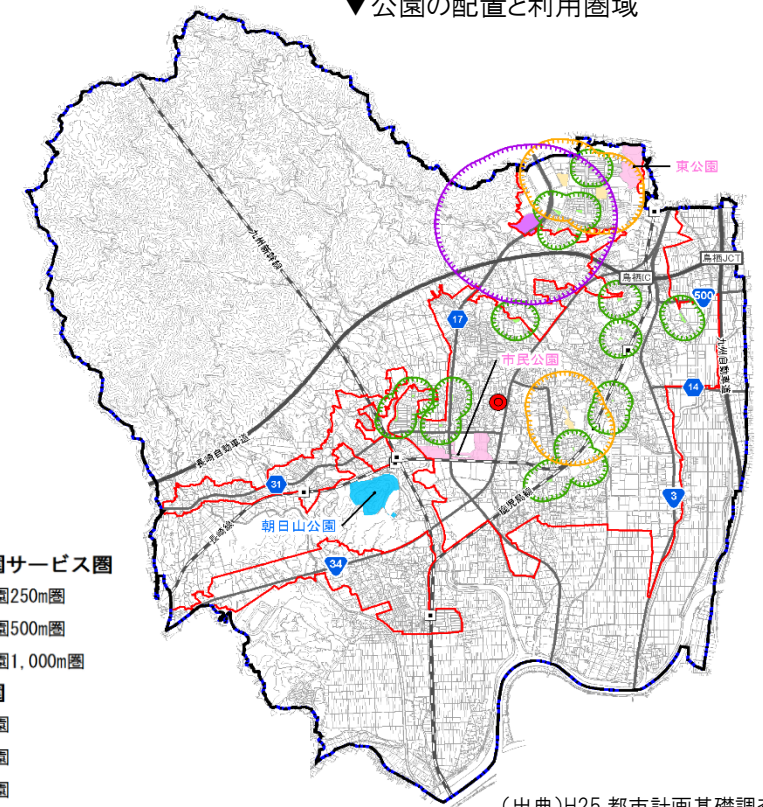 ▼公園の配置と利用圏域
東公園
鳥栖JCT
鳥栖IC
九州新幹線
500
17
九州自動車道
市民公園
14
長崎自動車道
31
3
朝日山公園
鹿児島線
長崎線
34
園サービス圏
園250m圏
園500m圏
園1,000m圏
園
園
園
園
(出典)H25 都市計画基礎調査